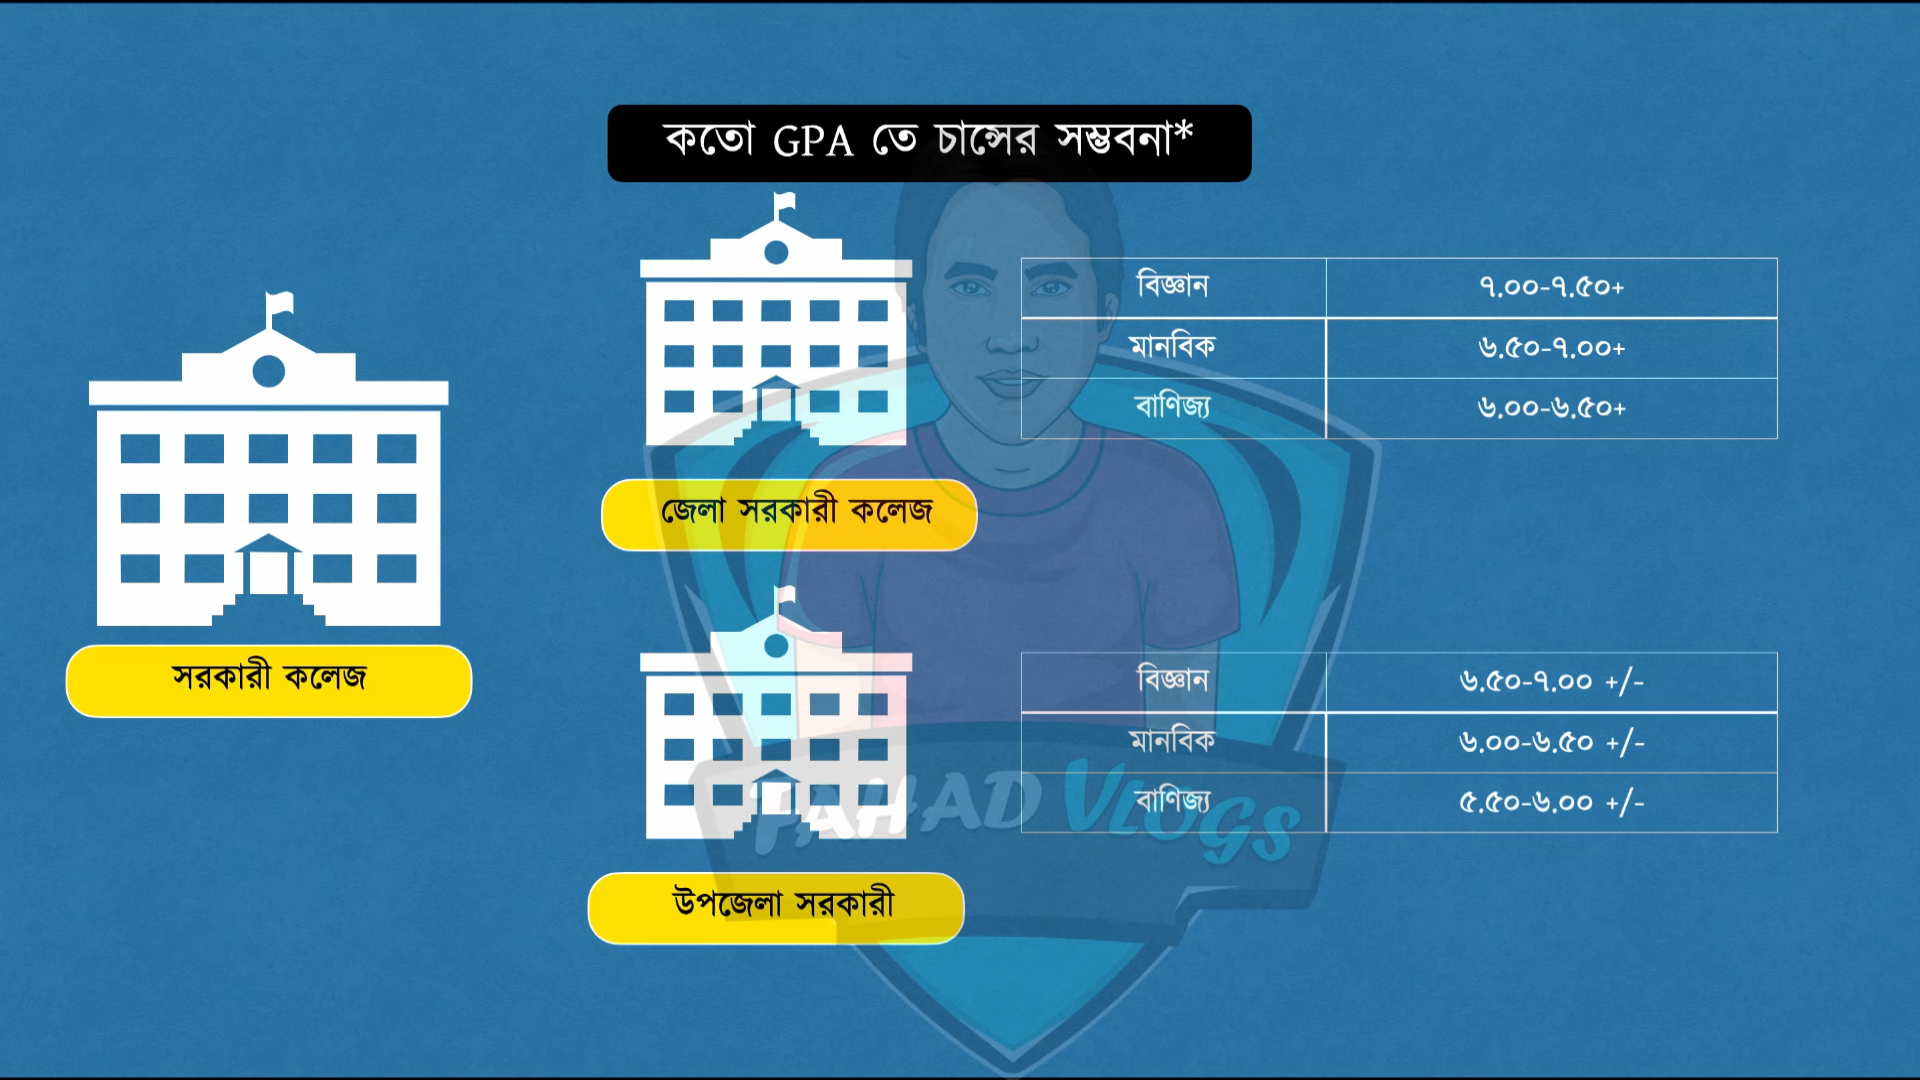 কতো GPA তে চান্সের সম্ভবনা*
সরকারী কলেজ
জেলা সরকারী কলেজ
বিজ্ঞান ৭.০০-৭.৫০+
মানবিক ৬.৫০-৭.০০+
বাণিজ্য ৬.০০-৬.৫০+
উপজেলা সরকারী
বিজ্ঞান ৬.৫০-৭.০০ +/-
মানবিক ৬.০০-৬.৫০ +/-
বাণিজ্য ৫.৫০-৬.০০ +/-
FAHAD VLOGS